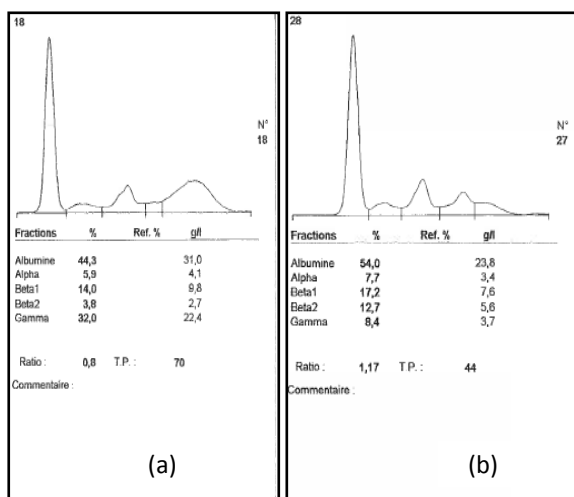 18
N°
18
Fractions % Ref. % g/l
Albumine 44,3 31,0
Alpha 5,9 4,1
Beta1 14,0 9,8
Beta2 3,8 2,7
Gamma 32,0 22,4
Ratio : 0,8 T.P. : 70
Commentaire :
(a)
28
N°
27
Fractions % Ref. % g/l
Albumine 54,0 23,8
Alpha 7,7 3,4
Beta1 17,2 7,6
Beta2 12,7 5,6
Gamma 8,4 3,7
Ratio : 1,17 T.P. : 44
Commentaire :
(b)